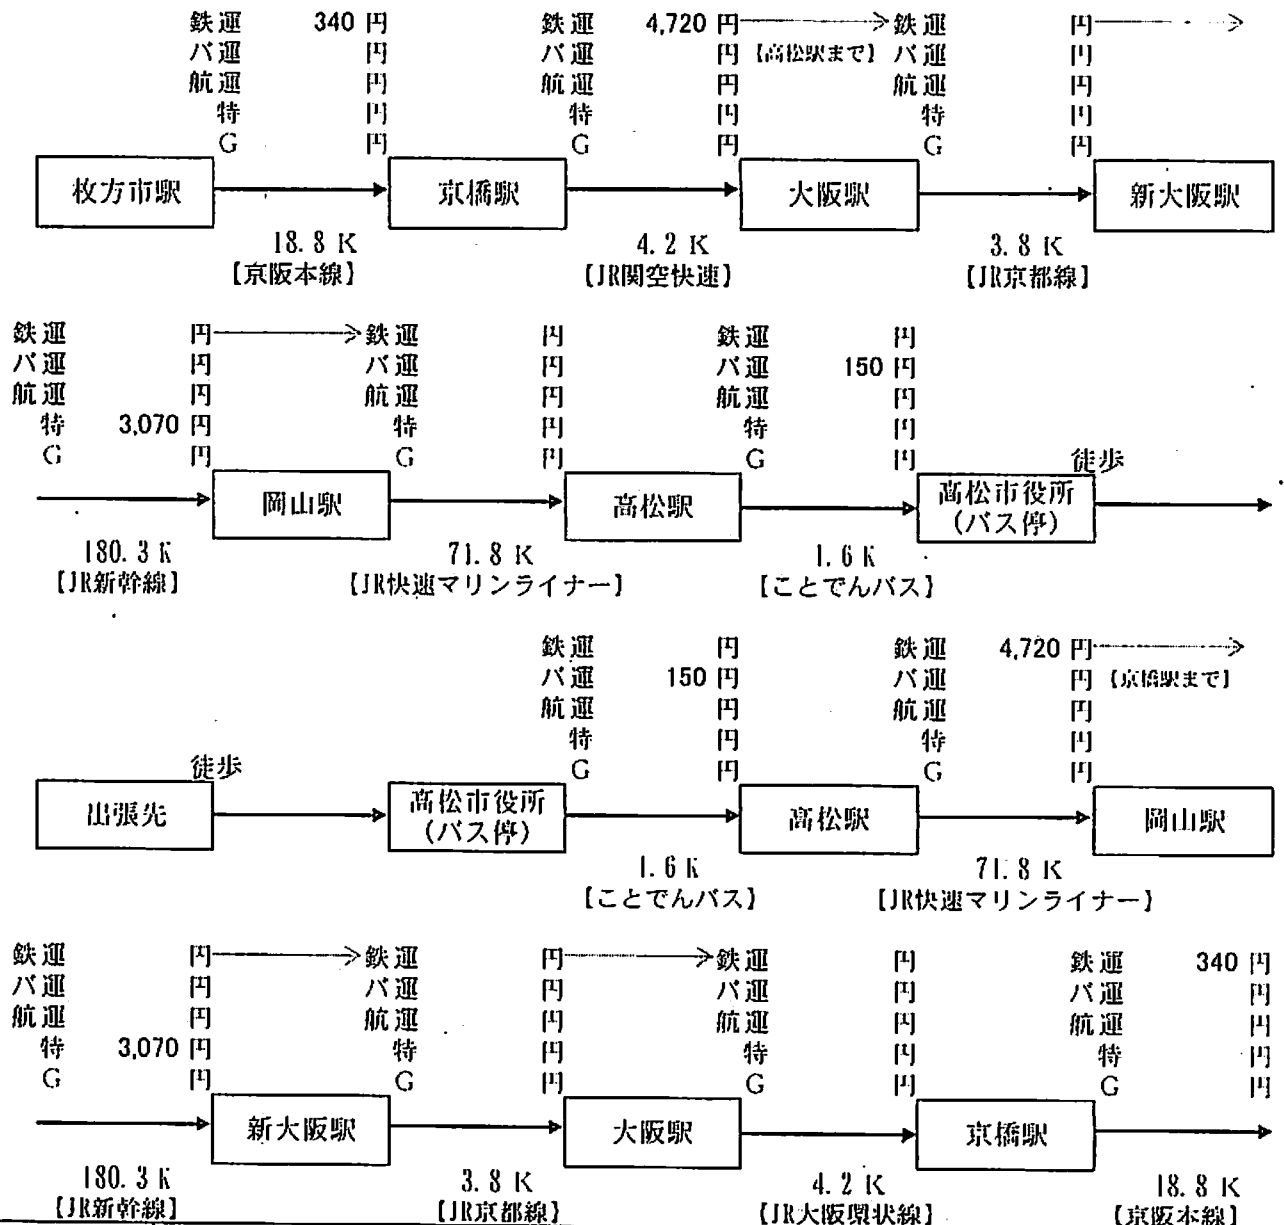 鉄運 340 円 鉄運 4,720 円 鉄運 円
バ運 円 バ運 円 【高松駅まで】 バ運 円
航運 円 航運 円 航運 円
特 円 特 円 特 円
G 円 G 円 G 円
枚方市駅 京橋駅 大阪駅 新大阪駅
18.8 K 4.2 K 3.8 K
【京阪本線】 【JR関空快速】 【JR京都線】
鉄運 円 鉄運 円 鉄運 円
バ運 円 バ運 円 バ運 150 円
航運 円 航運 円 航運 円
特 3,070 円 特 円 特 円
G 円 G 円 G 円 徒歩
岡山駅 高松駅 高松市役所
(バス停)
180.3 K 71.8 K 1.6 K
【JR新幹線】 【JR快速マリンライナー】 【ことでんバス】
鉄運 円 鉄運 4,720 円
バ運 150 円 バ運 円 【京橋駅まで】
航運 円 航運 円
特 円 特 円
徒歩 G 円 G 円
出張先 高松市役所 高松駅 岡山駅
(バス停)
1.6 K 71.8 K
【ことでんバス】 【JR快速マリンライナー】
鉄運 円 鉄運 円 鉄運 円 鉄運 340 円
バ運 円 バ運 円 バ運 円 バ運 円
航運 円 航運 円 航運 円 航運 円
特 3,070 円 特 円 特 円 特 円
G 円 G 円 G 円 G 円
新大阪駅 大阪駅 京橋駅
180.3 K 3.8 K 4.2 K 18.8 K
【JR新幹線】 【JR京都線】 【JR大阪環状線】 【京阪本線】